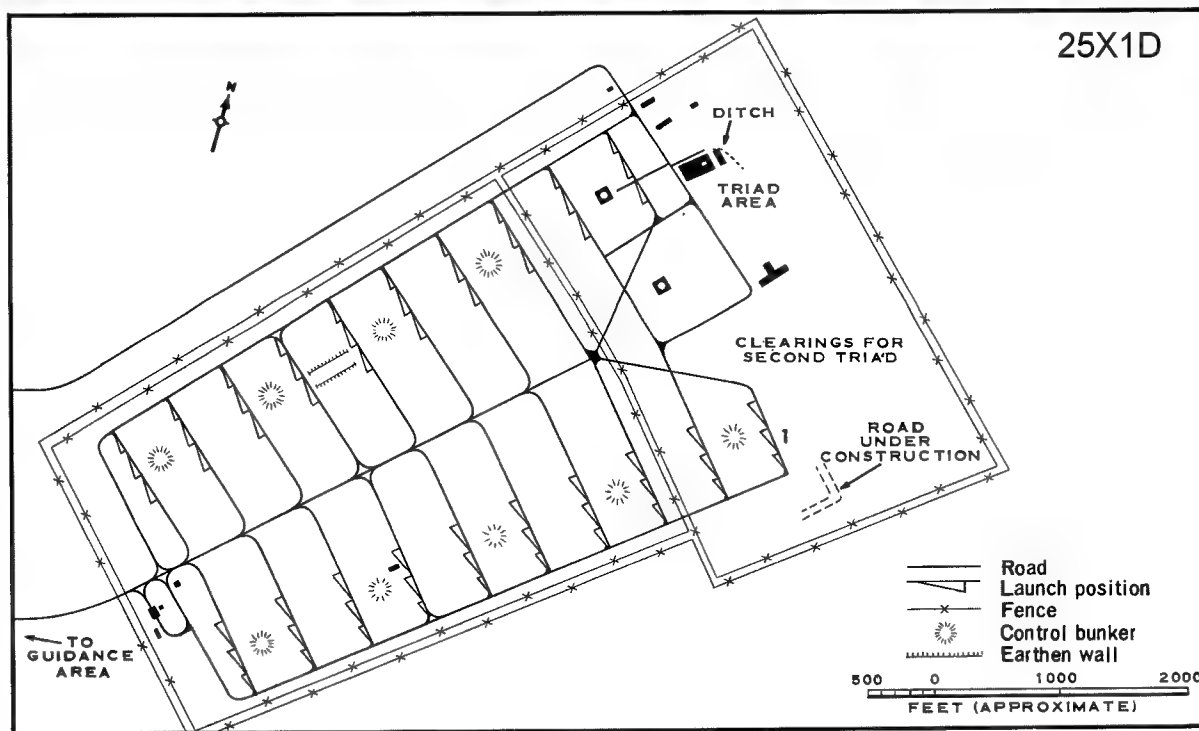 25X1D
N
DITCH
TRIAD
AREA
CLEARINGS FOR
SECOND TRIAD
ROAD
UNDER
CONSTRUCTION
TO
GUIDANCE
AREA
Road
Launch position
Fence
Control bunker
Earthen wall
500 0 1000 2000
FEET (APPROXIMATE)